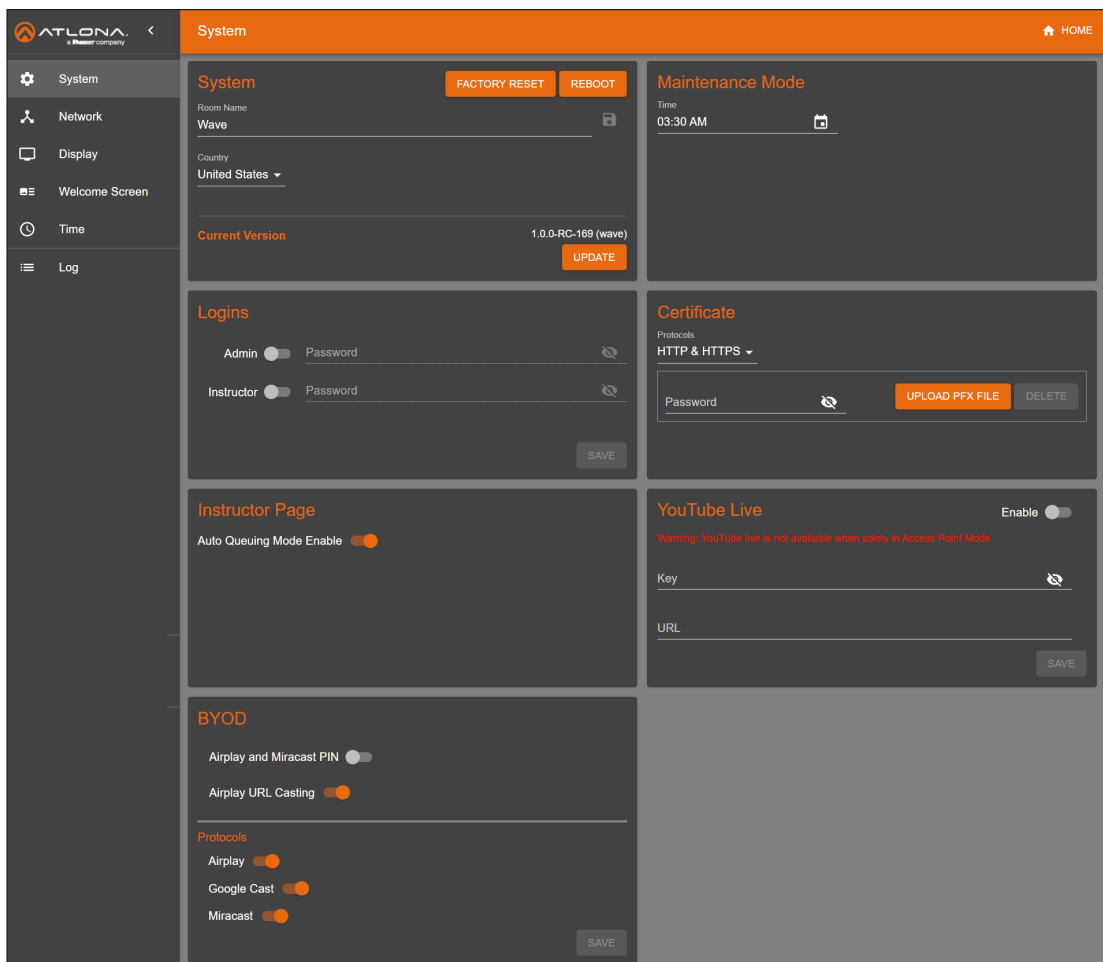 ATLONA.
a Panduit company
System
HOME
System
Network
Display
Welcome Screen
Time
Log
System
FACTORY RESET
REBOOT
Room Name
Wave
Country
United States
Current Version
1.0.0-RC-169 (wave)
UPDATE
Maintenance Mode
Time
03:30 AM
Logins
Admin
Password
Instructor
Password
SAVE
Certificate
Protocols
HTTP & HTTPS
Password
UPLOAD PFX FILE
DELETE
Instructor Page
Auto Queuing Mode Enable
YouTube Live
Enable
Warning: YouTube live is not available when solely in Access Point Mode
Key
URL
SAVE
BYOD
Airplay and Miracast PIN
Airplay URL Casting
Protocols
Airplay
Google Cast
Miracast
SAVE